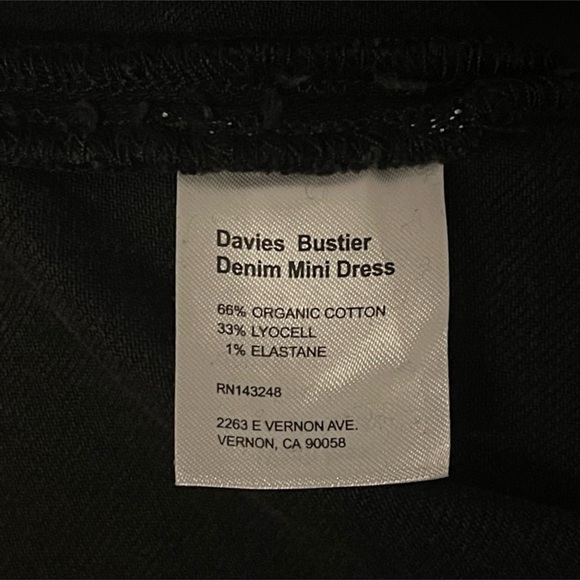 Davies Bustier
Denim Mini Dress
66% ORGANIC COTTON
33% LYOCELL
1% ELASTANE
RN143248
2263 E VERNON AVE.
VERNON, CA 90058